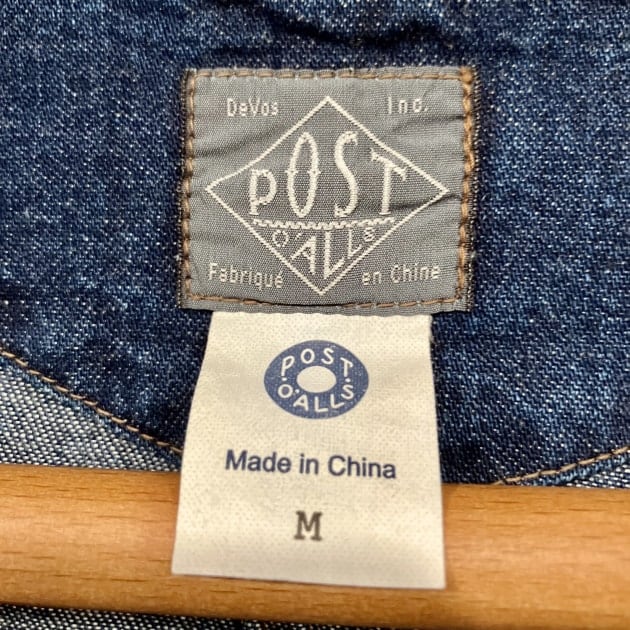 DeVos Inc.
POST
O'ALLS
Fabriqué en Chine
POST
O'ALLS
Made in China
M